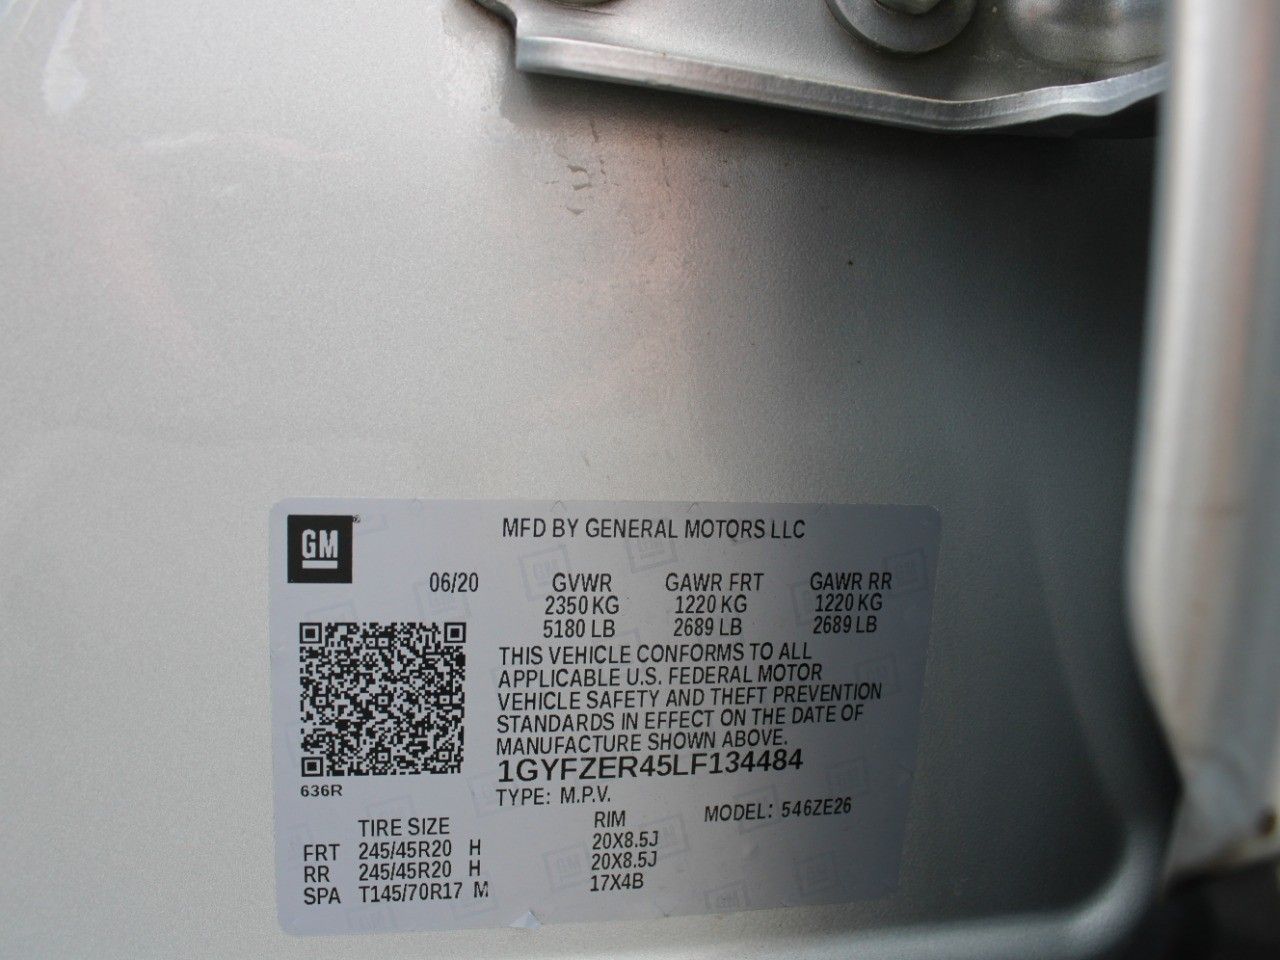 GM
MFD BY GENERAL MOTORS LLC
06/20 GVWR GAWR FRT GAWR RR
2350 KG 1220 KG 1220 KG
5180 LB 2689 LB 2689 LB
THIS VEHICLE CONFORMS TO ALL
APPLICABLE U.S. FEDERAL MOTOR
VEHICLE SAFETY AND THEFT PREVENTION
STANDARDS IN EFFECT ON THE DATE OF
MANUFACTURE SHOWN ABOVE.
1GYFZER45LF134484
636R
TYPE: M.P.V. MODEL: 546ZE26
TIRE SIZE RIM
FRT 245/45R20 H 20X8.5J
RR 245/45R20 H 20X8.5J
SPA T145/70R17 M 17X4B